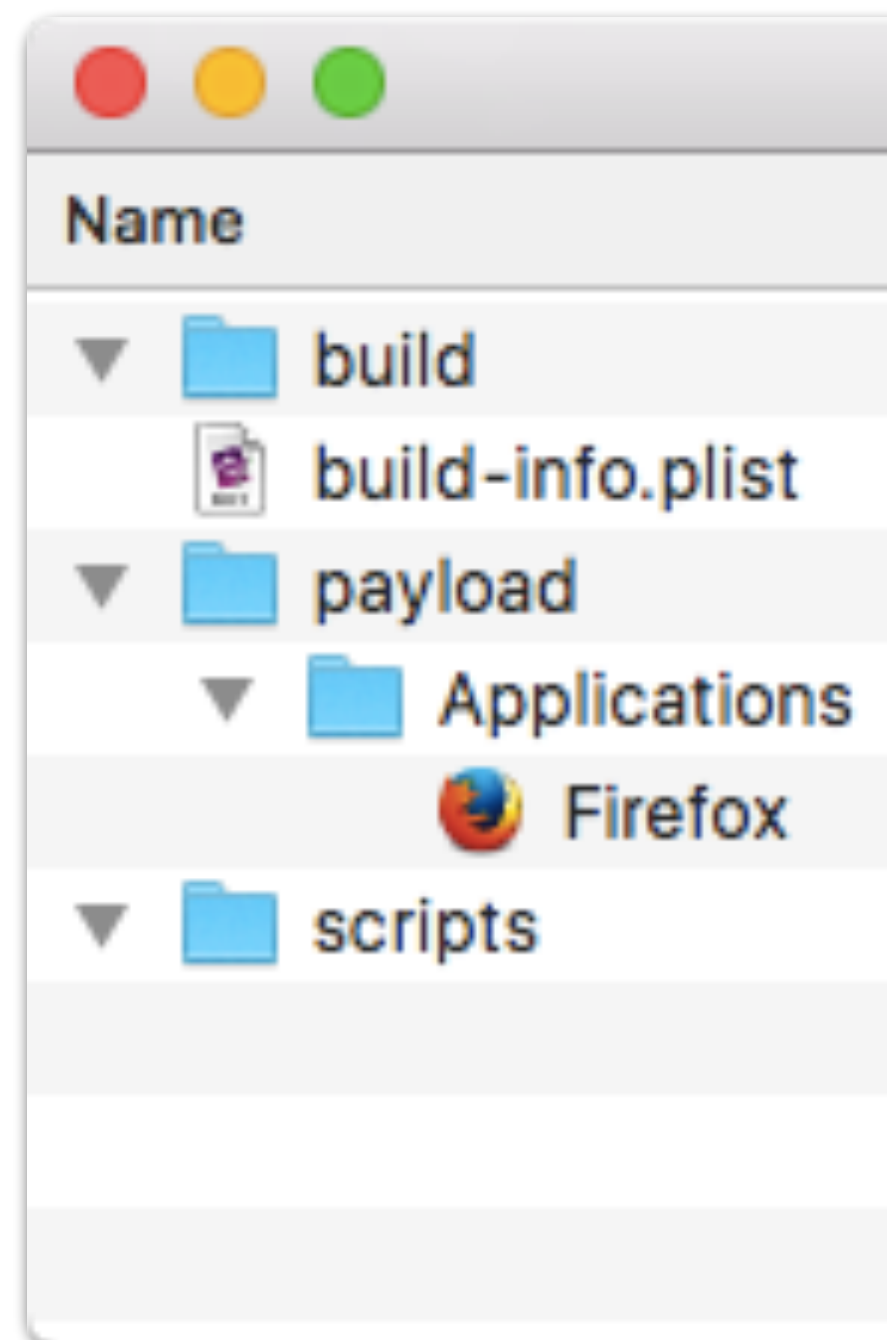 Name
build
build-info.plist
payload
Applications
Firefox
scripts